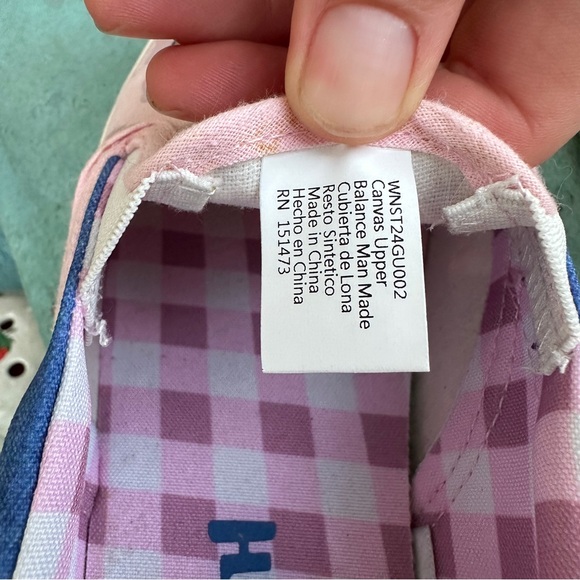 WNST24GU002
Canvas Upper
Balance Man Made
Cubierta de Lona
Resto Sintetico
Made in China
Hecho en China
RN 151473